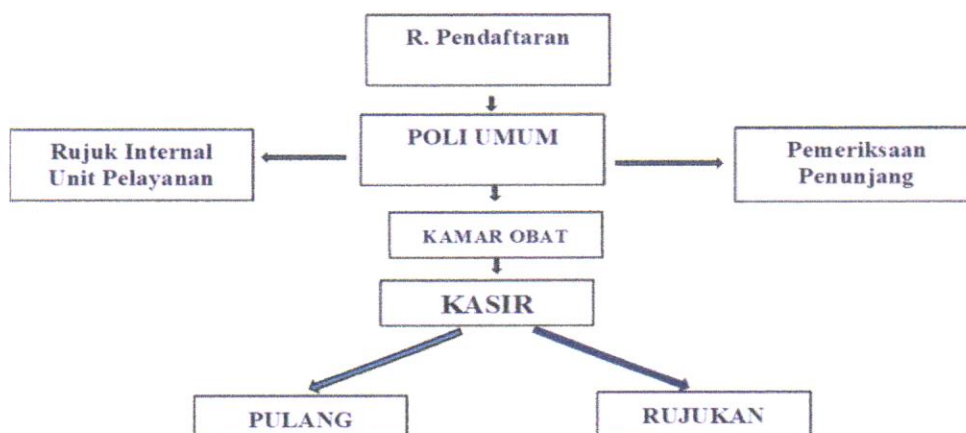 R. Pendaftaran
POLI UMUM
Rujuk Internal
Unit Pelayanan
Pemeriksaan
Penunjang
KAMAR OBAT
KASIR
PULANG
RUJUKAN